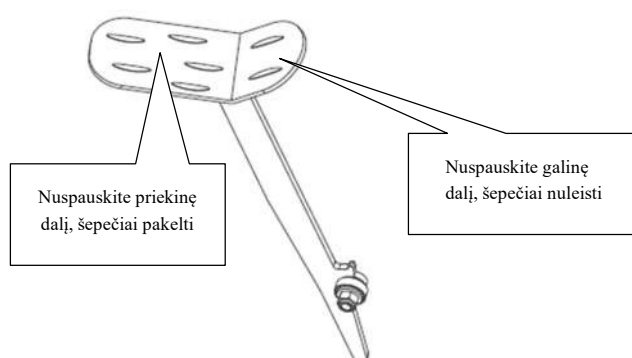 Nuspauskite priekinę
dalį, šepečiai pakelti
Nuspauskite galinę
dalį, šepečiai nuleisti